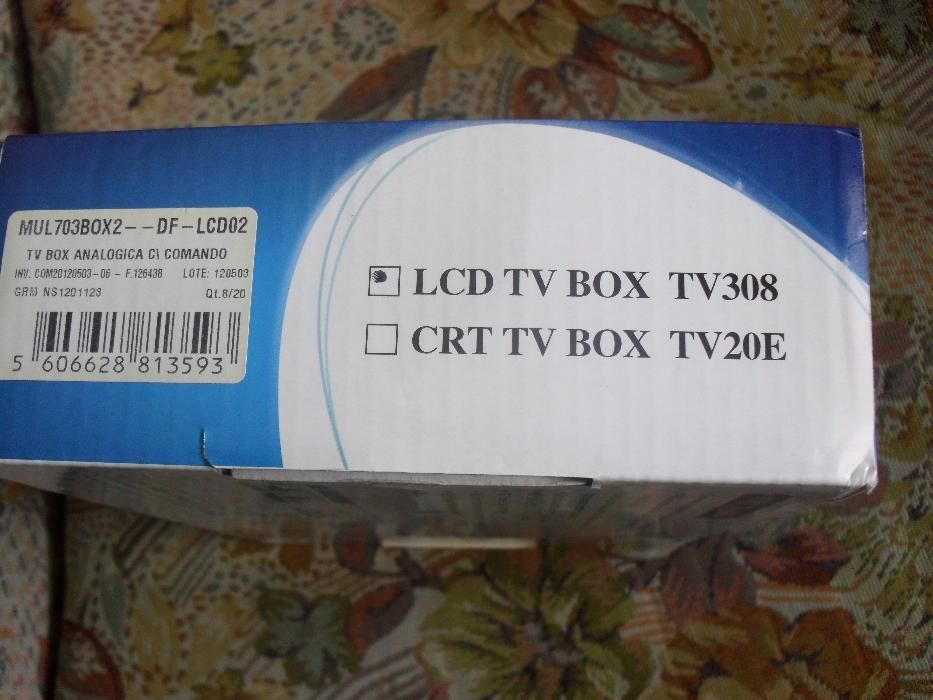 MUL703BOX2--DF-LCD02
TV BOX ANALOGICA C\ COMANDO
INV. COM20120503-06 - F.126438 LOTE: 120503
GRM NS1201123 Qt.8/20
5 606628 813593
LCD TV BOX TV308
CRT TV BOX TV20E